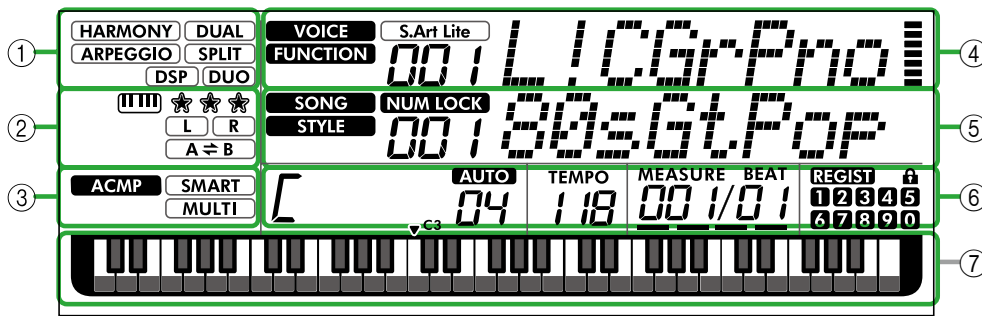 ① HARMONY DUAL
ARPEGGIO SPLIT
DSP DUO
② L R
A ⇌ B
③ ACMP SMART
MULTI
VOICE S.Art Lite
FUNCTION 001 L!CGrPno ④
SONG NUM LOCK
STYLE 001 80sGtPop ⑤
C AUTO 04
TEMPO 118
MEASURE BEAT
001/01
REGIST
1 2 3 4 5
6 7 8 9 0
⑥
C3
⑦